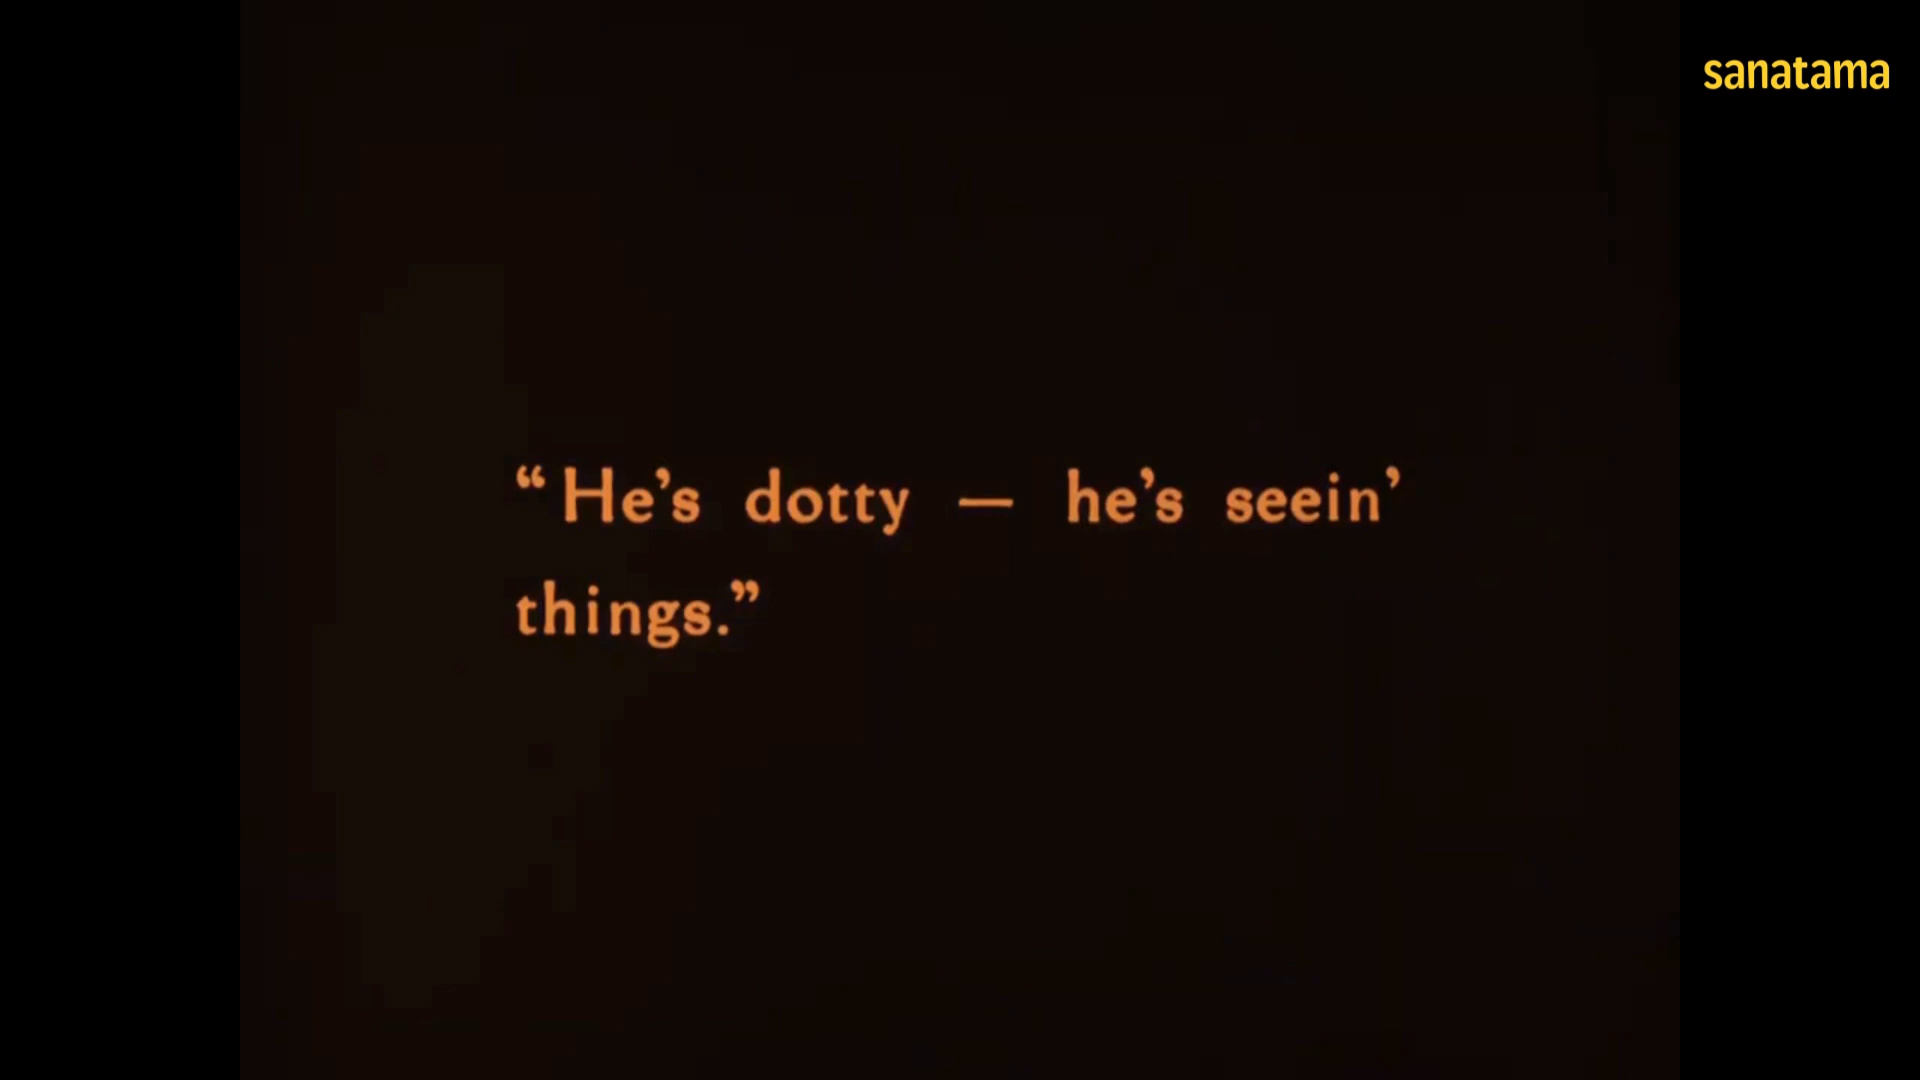 sanatama
“He’s dotty — he’s seein’
things.”